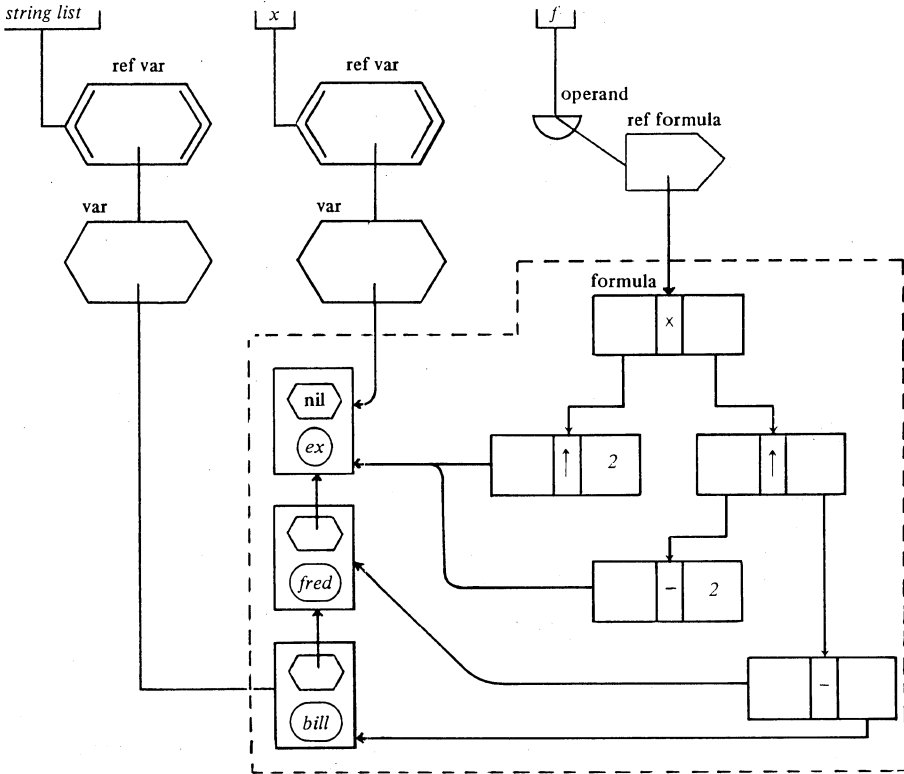 string list x f
ref var ref var
operand
ref formula
var var
formula
×
nil
ex
↑ 2 ↑
fred
− 2
bill
−